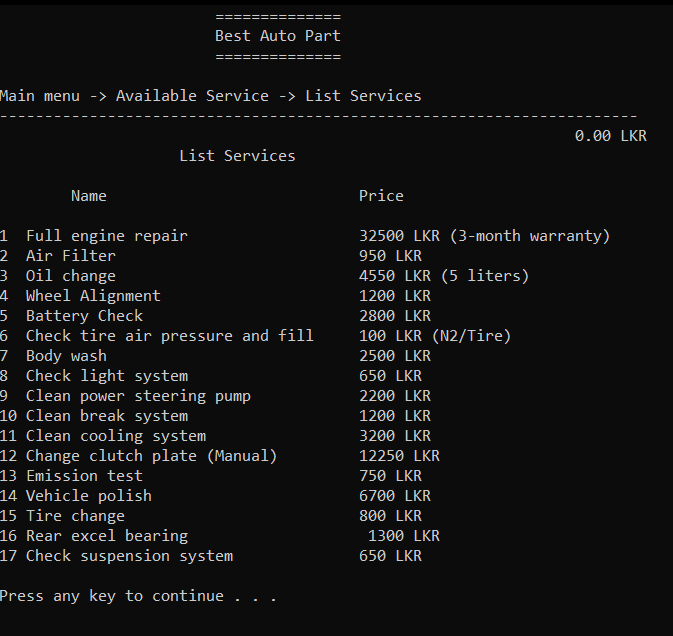 ==============
Best Auto Part
==============
Main menu -> Available Service -> List Services
-----------------------------------------------------------------------
0.00 LKR
List Services
Name Price
1 Full engine repair 32500 LKR (3-month warranty)
2 Air Filter 950 LKR
3 Oil change 4550 LKR (5 liters)
4 Wheel Alignment 1200 LKR
5 Battery Check 2800 LKR
6 Check tire air pressure and fill 100 LKR (N2/Tire)
7 Body wash 2500 LKR
8 Check light system 650 LKR
9 Clean power steering pump 2200 LKR
10 Clean break system 1200 LKR
11 Clean cooling system 3200 LKR
12 Change clutch plate (Manual) 12250 LKR
13 Emission test 750 LKR
14 Vehicle polish 6700 LKR
15 Tire change 800 LKR
16 Rear excel bearing 1300 LKR
17 Check suspension system 650 LKR
Press any key to continue . . .